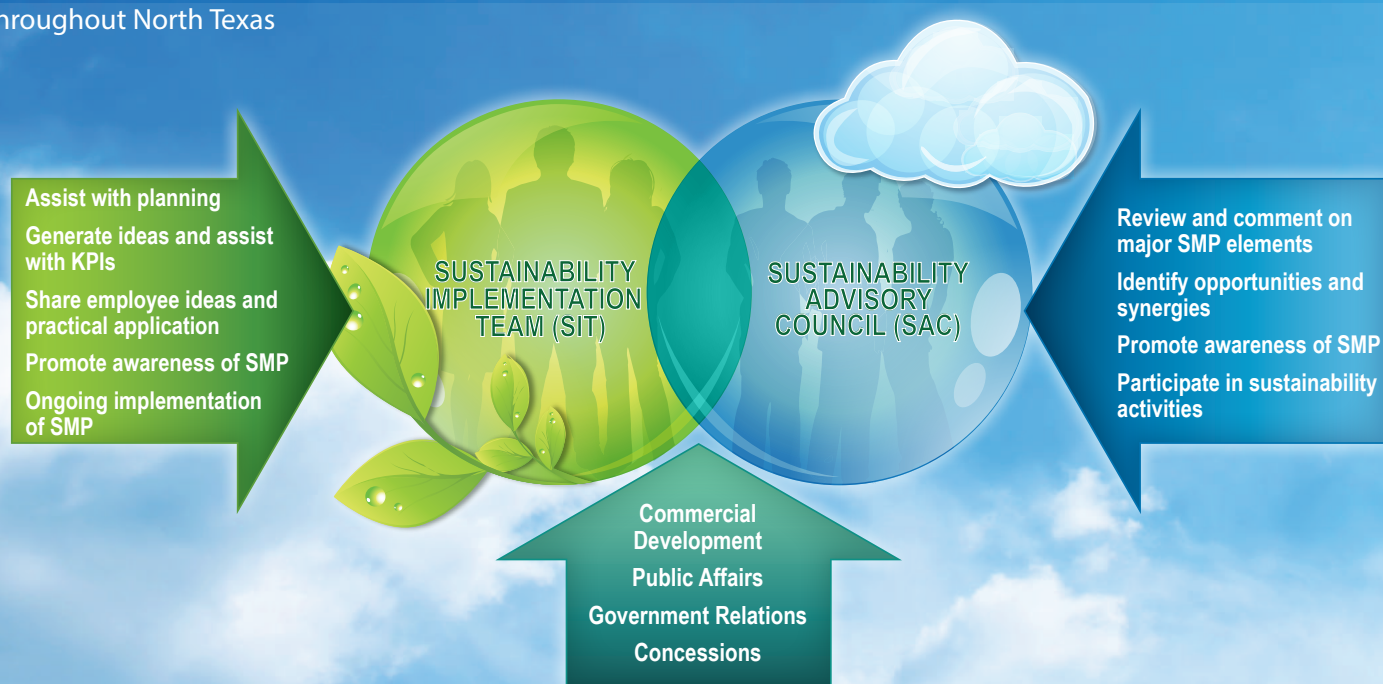 roughout North Texas
Assist with planning
Generate ideas and assist
with KPIs
Share employee ideas and
practical application
Promote awareness of SMP
Ongoing implementation
of SMP
SUSTAINABILITY
IMPLEMENTATION
TEAM (SIT)
SUSTAINABILITY
ADVISORY
COUNCIL (SAC)
Review and comment on
major SMP elements
Identify opportunities and
synergies
Promote awareness of SMP
Participate in sustainability
activities
Commercial
Development
Public Affairs
Government Relations
Concessions